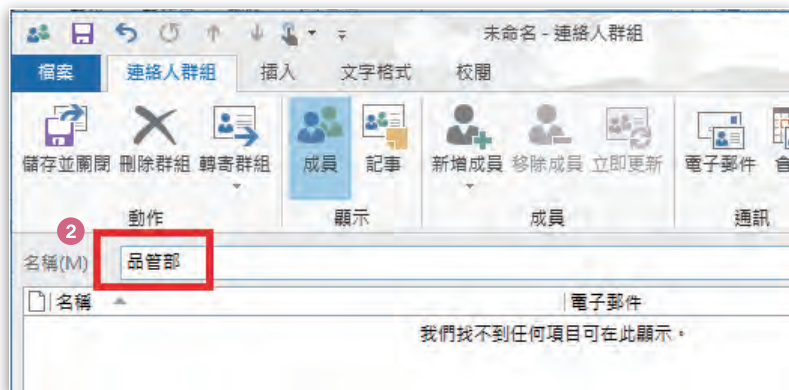 未命名 - 連絡人群組
檔案 連絡人群組 插入 文字格式 校閱
儲存並關閉 刪除群組 轉寄群組 成員 記事 新增成員 移除成員 立即更新 電子郵件 會
動作 顯示 成員 通訊
2
名稱(M) 品管部
名稱 電子郵件
我們找不到任何項目可在此顯示。